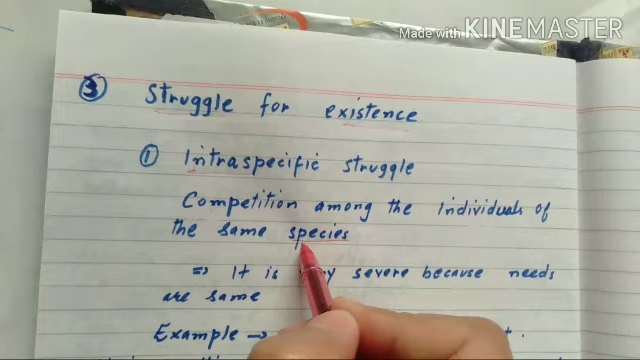 Made with KINEMASTER
③ Struggle for existence
① Intraspecific struggle
Competition among the individuals of
the same species
⇒ It is severe because needs
are same
Example →